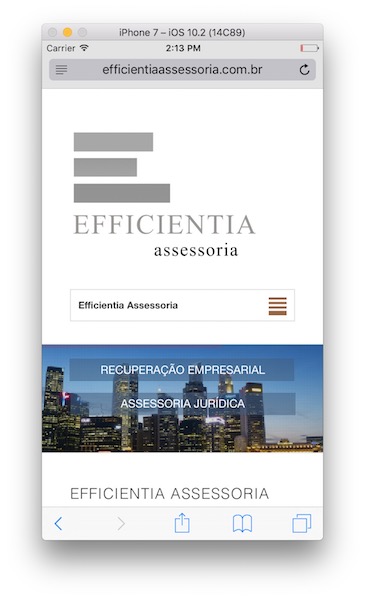 iPhone 7 – iOS 10.2 (14C89)
Carrier 2:13 PM
efficientiaassessoria.com.br
EFFICIENTIA
assessoria
Efficientia Assessoria
RECUPERAÇÃO EMPRESARIAL
ASSESSORIA JURÍDICA
EFFICIENTIA ASSESSORIA